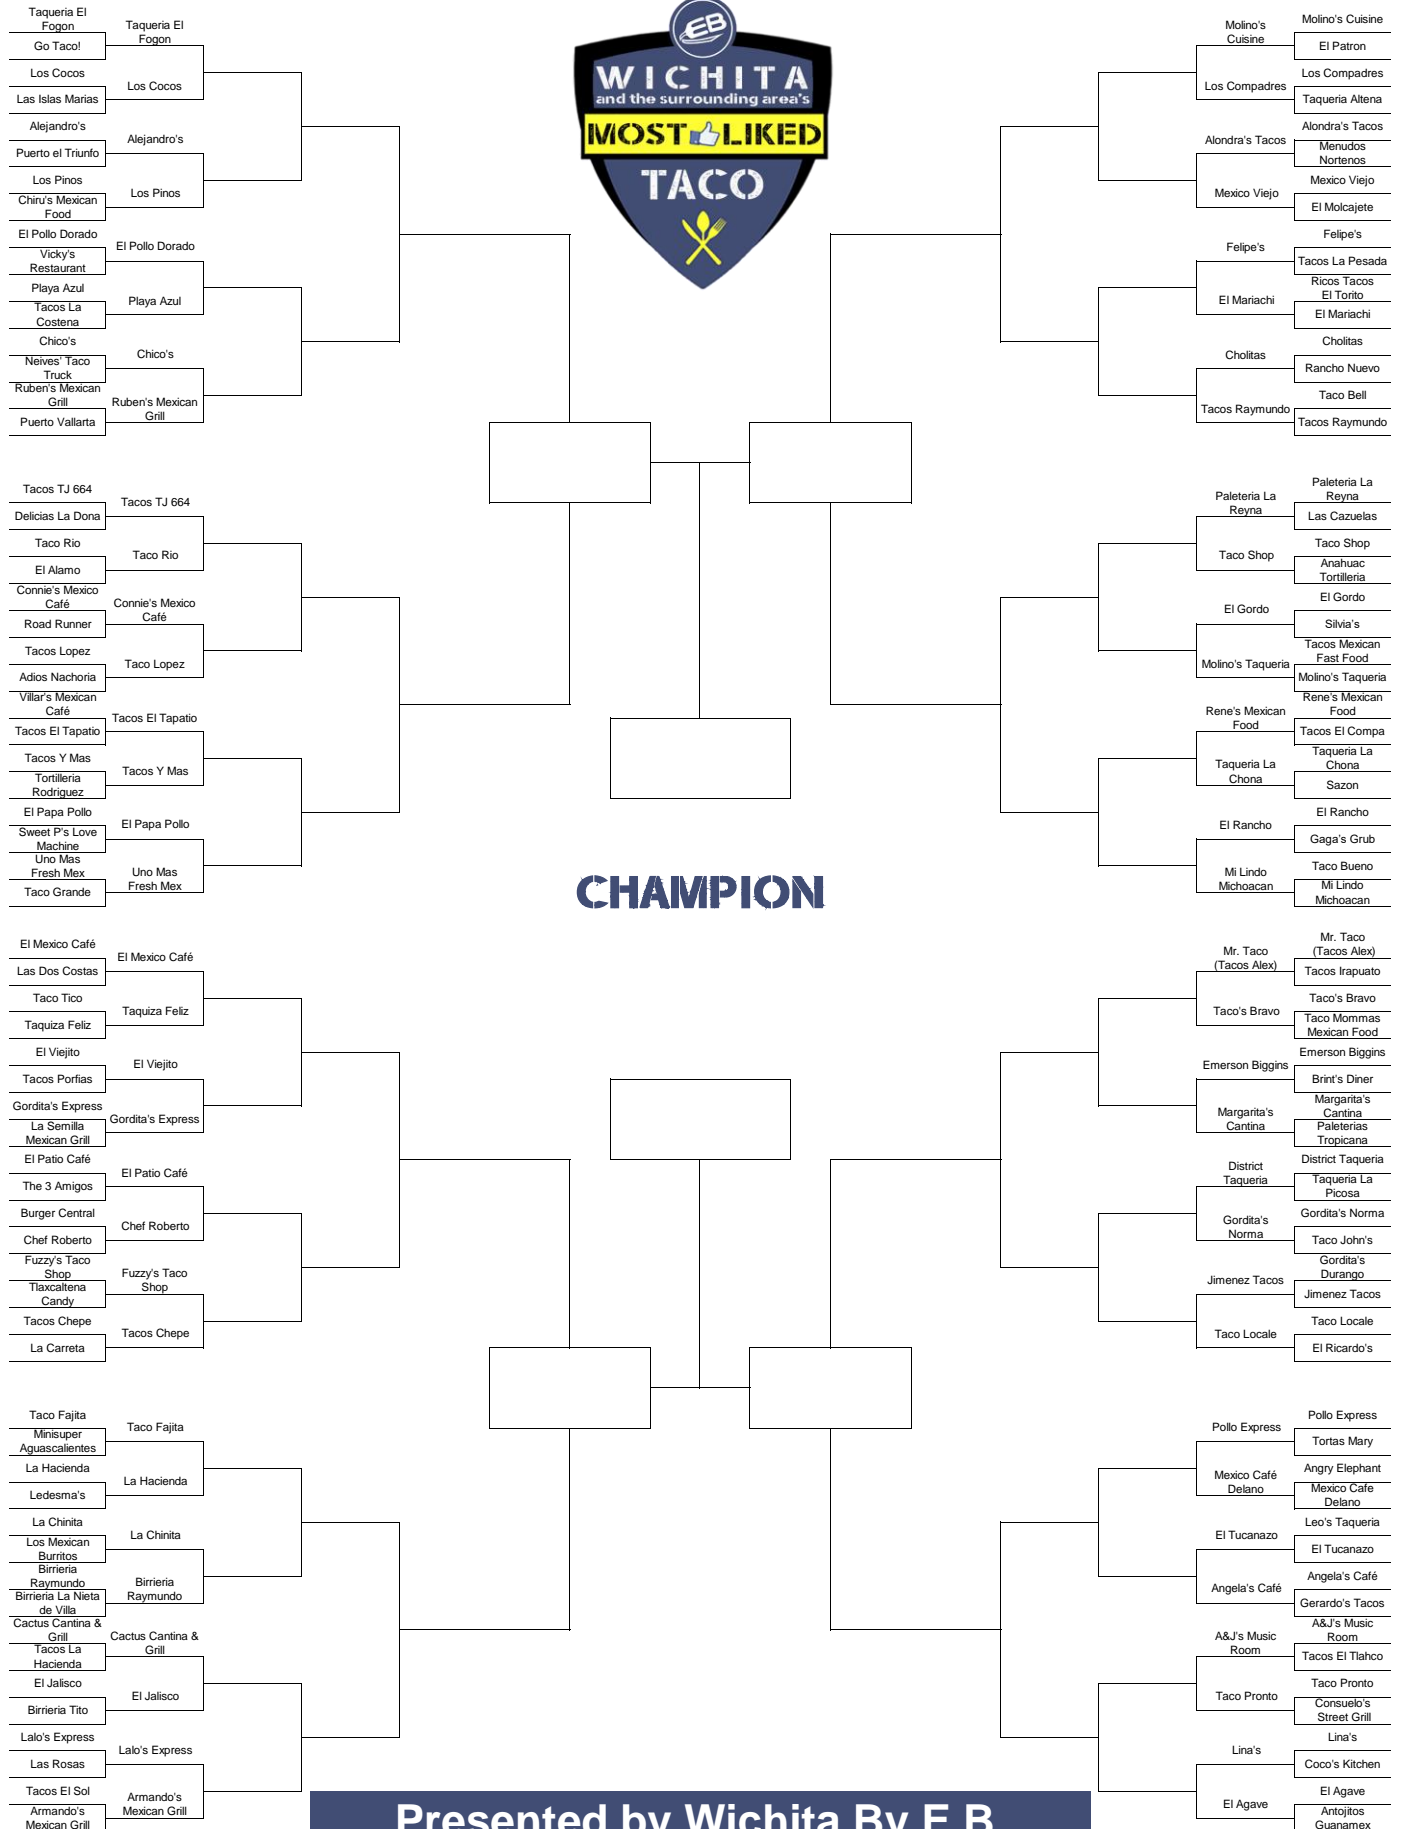 Taqueria El
Fogon
Go Taco!
Los Cocos
Las Islas Marias
Alejandro's
Puerto el Triunfo
Los Pinos
Chiru's Mexican
Food
El Pollo Dorado
Vicky's
Restaurant
Playa Azul
Tacos La
Costena
Chico's
Neives' Taco
Truck
Ruben's Mexican
Grill
Puerto Vallarta
Taqueria El
Fogon
Los Cocos
Alejandro's
Los Pinos
El Pollo Dorado
Playa Azul
Chico's
Ruben's Mexican
Grill
Tacos TJ 664
Delicias La Dona
Taco Rio
El Alamo
Connie's Mexico
Café
Road Runner
Tacos Lopez
Adios Nachoria
Villar's Mexican
Café
Tacos El Tapatio
Tacos Y Mas
Tortilleria
Rodriguez
El Papa Pollo
Sweet P's Love
Machine
Uno Mas
Fresh Mex
Taco Grande
Tacos TJ 664
Taco Rio
Connie's Mexico
Café
Taco Lopez
Tacos El Tapatio
Tacos Y Mas
El Papa Pollo
Uno Mas
Fresh Mex
El Mexico Café
Las Dos Costas
Taco Tico
Taquiza Feliz
El Viejito
Tacos Porfias
Gordita's Express
La Semilla
Mexican Grill
El Patio Café
The 3 Amigos
Burger Central
Chef Roberto
Fuzzy's Taco
Shop
Tlaxcaltena
Candy
Tacos Chepe
La Carreta
El Mexico Café
Taquiza Feliz
El Viejito
Gordita's Express
El Patio Café
Chef Roberto
Fuzzy's Taco
Shop
Tacos Chepe
Taco Fajita
Minisuper
Aguascalientes
La Hacienda
Ledesma's
La Chinita
Los Mexican
Burritos
Birrieria
Raymundo
Birrieria La Nieta
de Villa
Cactus Cantina &
Grill
Tacos La
Hacienda
El Jalisco
Birrieria Tito
Lalo's Express
Las Rosas
Tacos El Sol
Armando's
Mexican Grill
Taco Fajita
La Hacienda
La Chinita
Birrieria
Raymundo
Cactus Cantina &
Grill
El Jalisco
Lalo's Express
Armando's
Mexican Grill
EB
WICHITA
and the surrounding area's
MOST LIKED
TACO
CHAMPION
Presented by Wichita By E.B.
Molino's
Cuisine
Los Compadres
Alondra's Tacos
Mexico Viejo
Felipe's
El Mariachi
Cholitas
Tacos Raymundo
Molino's Cuisine
El Patron
Los Compadres
Taqueria Altena
Alondra's Tacos
Menudos
Nortenos
Mexico Viejo
El Molcajete
Felipe's
Tacos La Pesada
Ricos Tacos
El Torito
El Mariachi
Cholitas
Rancho Nuevo
Taco Bell
Tacos Raymundo
Paleteria La
Reyna
Taco Shop
El Gordo
Molino's Taqueria
Rene's Mexican
Food
Taqueria La
Chona
El Rancho
Mi Lindo
Michoacan
Paleteria La
Reyna
Las Cazuelas
Taco Shop
Anahuac
Tortilleria
El Gordo
Silvia's
Tacos Mexican
Fast Food
Molino's Taqueria
Rene's Mexican
Food
Tacos El Compa
Taqueria La
Chona
Sazon
El Rancho
Gaga's Grub
Taco Bueno
Mi Lindo
Michoacan
Mr. Taco
(Tacos Alex)
Taco's Bravo
Emerson Biggins
Margarita's
Cantina
District
Taqueria
Gordita's
Norma
Jimenez Tacos
Taco Locale
Mr. Taco
(Tacos Alex)
Tacos Irapuato
Taco's Bravo
Taco Mommas
Mexican Food
Emerson Biggins
Brint's Diner
Margarita's
Cantina
Paleterias
Tropicana
District Taqueria
Taqueria La
Picosa
Gordita's Norma
Taco John's
Gordita's
Durango
Jimenez Tacos
Taco Locale
El Ricardo's
Pollo Express
Mexico Café
Delano
El Tucanazo
Angela's Café
A&J's Music
Room
Taco Pronto
Lina's
El Agave
Pollo Express
Tortas Mary
Angry Elephant
Mexico Cafe
Delano
Leo's Taqueria
El Tucanazo
Angela's Café
Gerardo's Tacos
A&J's Music
Room
Tacos El Tlahco
Taco Pronto
Consuelo's
Street Grill
Lina's
Coco's Kitchen
El Agave
Antojitos
Guanamex